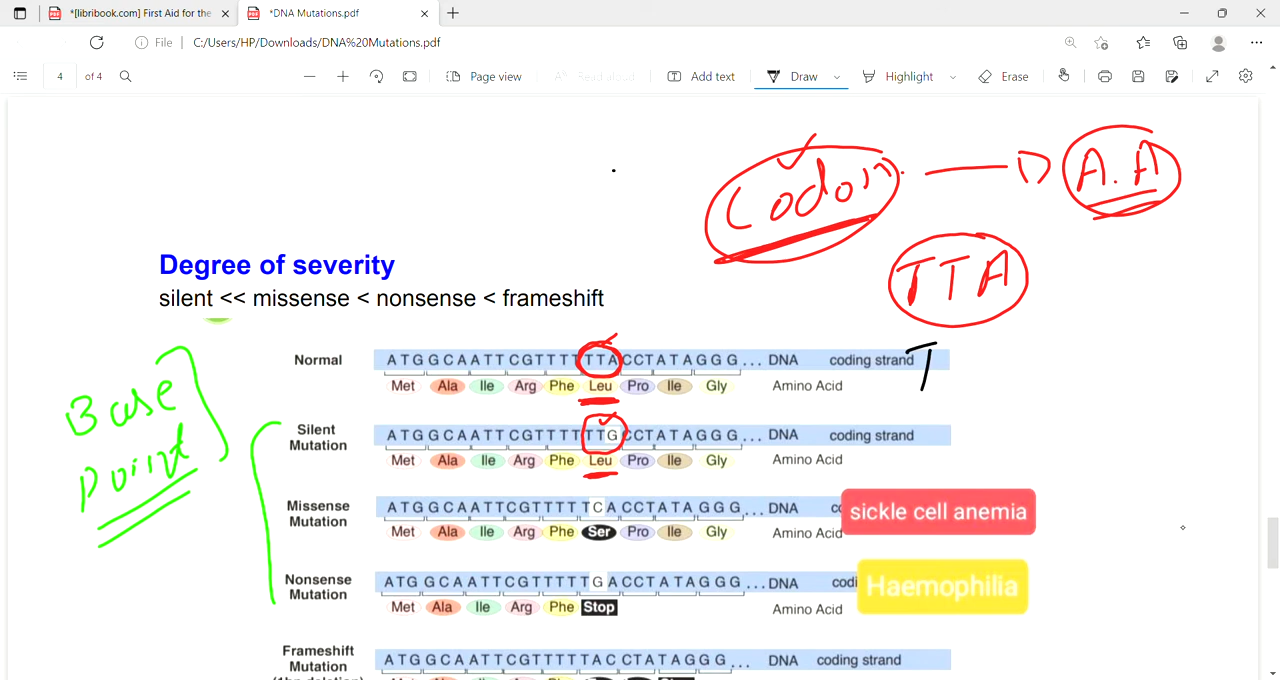 *[libribook.com] First Aid for the
*DNA Mutations.pdf
File
C:/Users/HP/Downloads/DNA%20Mutations.pdf
4 of 4
Page view
Read aloud
Add text
Draw
Highlight
Erase
Codon
A.A
TTA
T
Degree of severity
silent << missense < nonsense < frameshift
Base
point
Normal
ATGGCAATTCGTTTTTTACCTATAGGG... DNA coding strand
Met Ala Ile Arg Phe Leu Pro Ile Gly Amino Acid
Silent
Mutation
ATGGCAATTCGTTTTTTGCCTATAGGG... DNA coding strand
Met Ala Ile Arg Phe Leu Pro Ile Gly Amino Acid
Missense
Mutation
ATGGCAATTCGTTTTTCACCTATAGGG... DNA
sickle cell anemia
Met Ala Ile Arg Phe Ser Pro Ile Gly Amino Acid
Nonsense
Mutation
ATGGCAATTCGTTTTTGACCTATAGGG... DNA codi
Haemophilia
Met Ala Ile Arg Phe Stop Amino Acid
Frameshift
Mutation
ATGGCAATTCGTTTTTACCTATAGGG... DNA coding strand